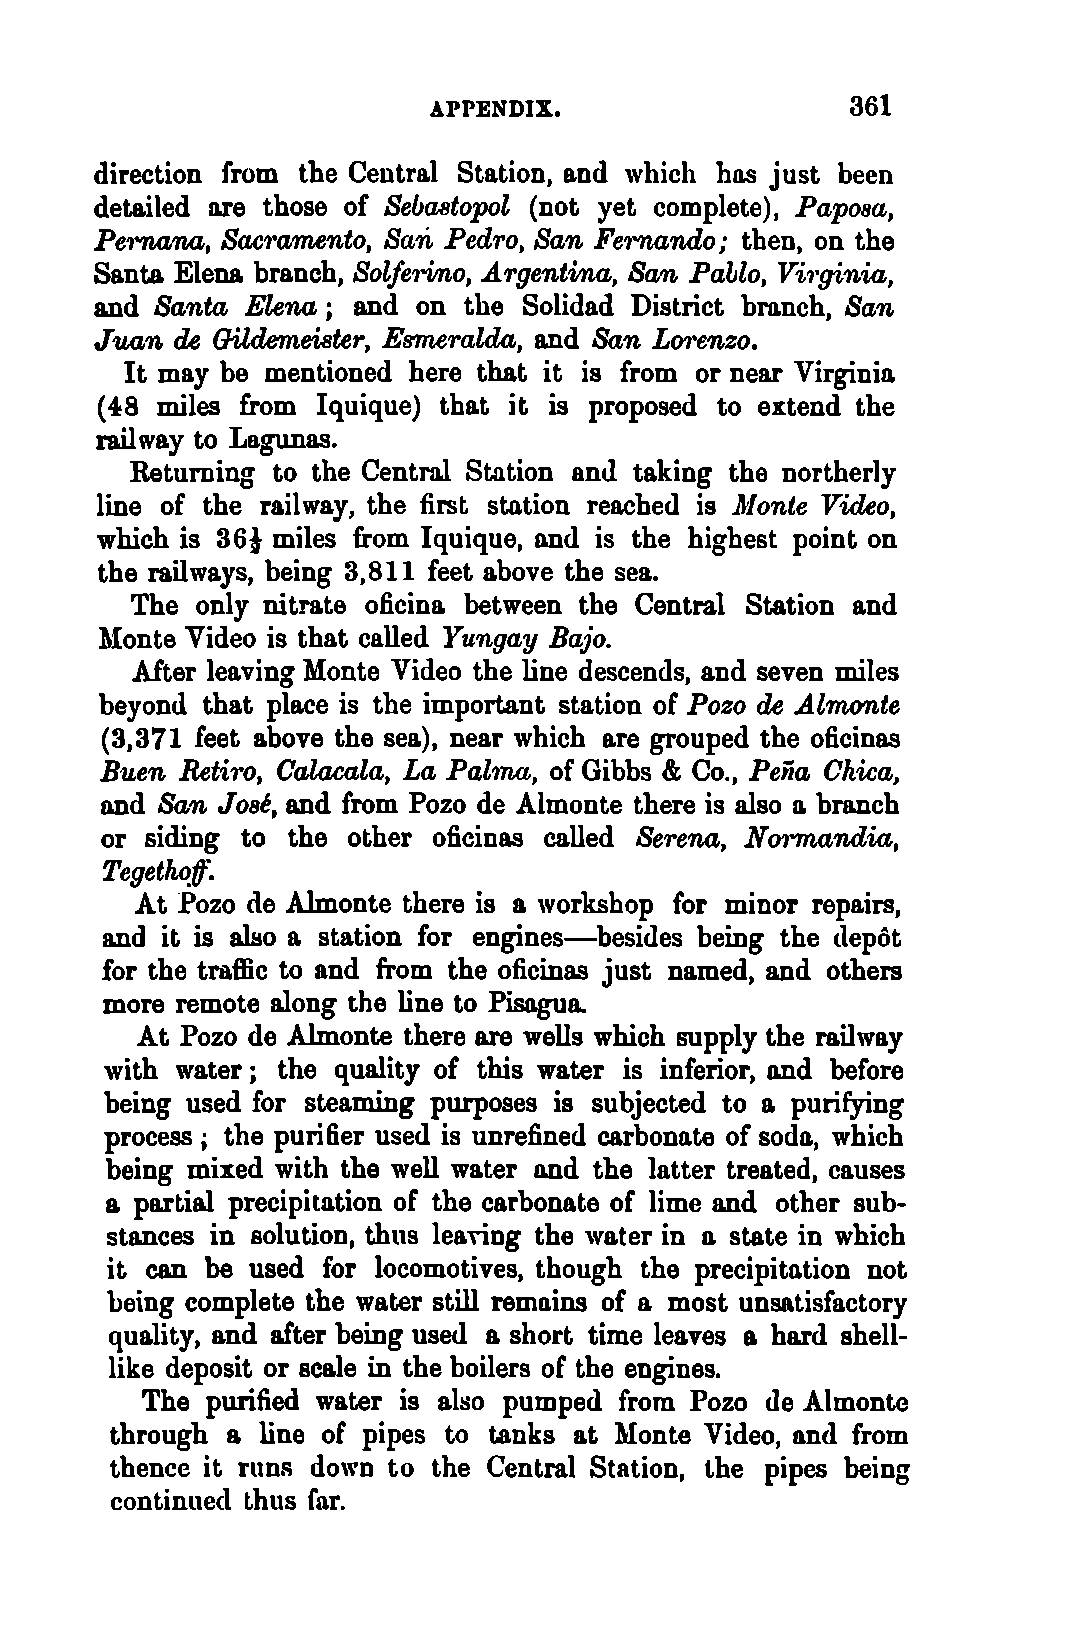 APPENDIX. 361
direction from the Central Station, and which has just been
detailed are those of Sebastopol (not yet complete), Paposa,
Pernana, Sacramento, San Pedro, San Fernando; then, on the
Santa Elena branch, Solferino, Argentina, San Pablo, Virginia,
and Santa Elena; and on the Solidad District branch, San
Juan de Gildemeister, Esmeralda, and San Lorenzo.
It may be mentioned here that it is from or near Virginia
(48 miles from Iquique) that it is proposed to extend the
railway to Lagunas.
Returning to the Central Station and taking the northerly
line of the railway, the first station reached is Monte Video,
which is 36½ miles from Iquique, and is the highest point on
the railways, being 3,811 feet above the sea.
The only nitrate oficina between the Central Station and
Monte Video is that called Yungay Bajo.
After leaving Monte Video the line descends, and seven miles
beyond that place is the important station of Pozo de Almonte
(3,371 feet above the sea), near which are grouped the oficinas
Buen Retiro, Calacala, La Palma, of Gibbs & Co., Peña Chica,
and San José, and from Pozo de Almonte there is also a branch
or siding to the other oficinas called Serena, Normandia,
Tegethoff.
At Pozo de Almonte there is a workshop for minor repairs,
and it is also a station for engines—besides being the depôt
for the traffic to and from the oficinas just named, and others
more remote along the line to Pisagua.
At Pozo de Almonte there are wells which supply the railway
with water; the quality of this water is inferior, and before
being used for steaming purposes is subjected to a purifying
process; the purifier used is unrefined carbonate of soda, which
being mixed with the well water and the latter treated, causes
a partial precipitation of the carbonate of lime and other sub-
stances in solution, thus leaving the water in a state in which
it can be used for locomotives, though the precipitation not
being complete the water still remains of a most unsatisfactory
quality, and after being used a short time leaves a hard shell-
like deposit or scale in the boilers of the engines.
The purified water is also pumped from Pozo de Almonte
through a line of pipes to tanks at Monte Video, and from
thence it runs down to the Central Station, the pipes being
continued thus far.